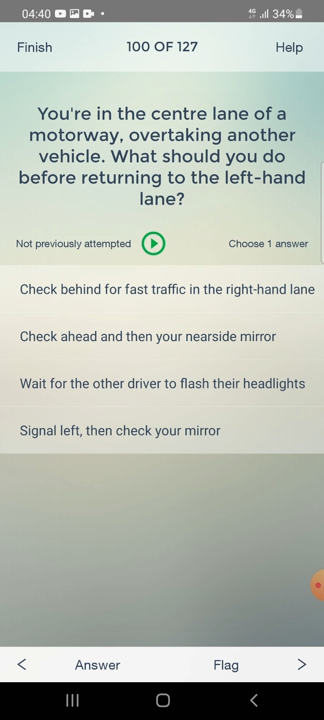 04:40
4G 34%
Finish 100 OF 127 Help
You're in the centre lane of a
motorway, overtaking another
vehicle. What should you do
before returning to the left-hand
lane?
Not previously attempted Choose 1 answer
Check behind for fast traffic in the right-hand lane
Check ahead and then your nearside mirror
Wait for the other driver to flash their headlights
Signal left, then check your mirror
Answer Flag